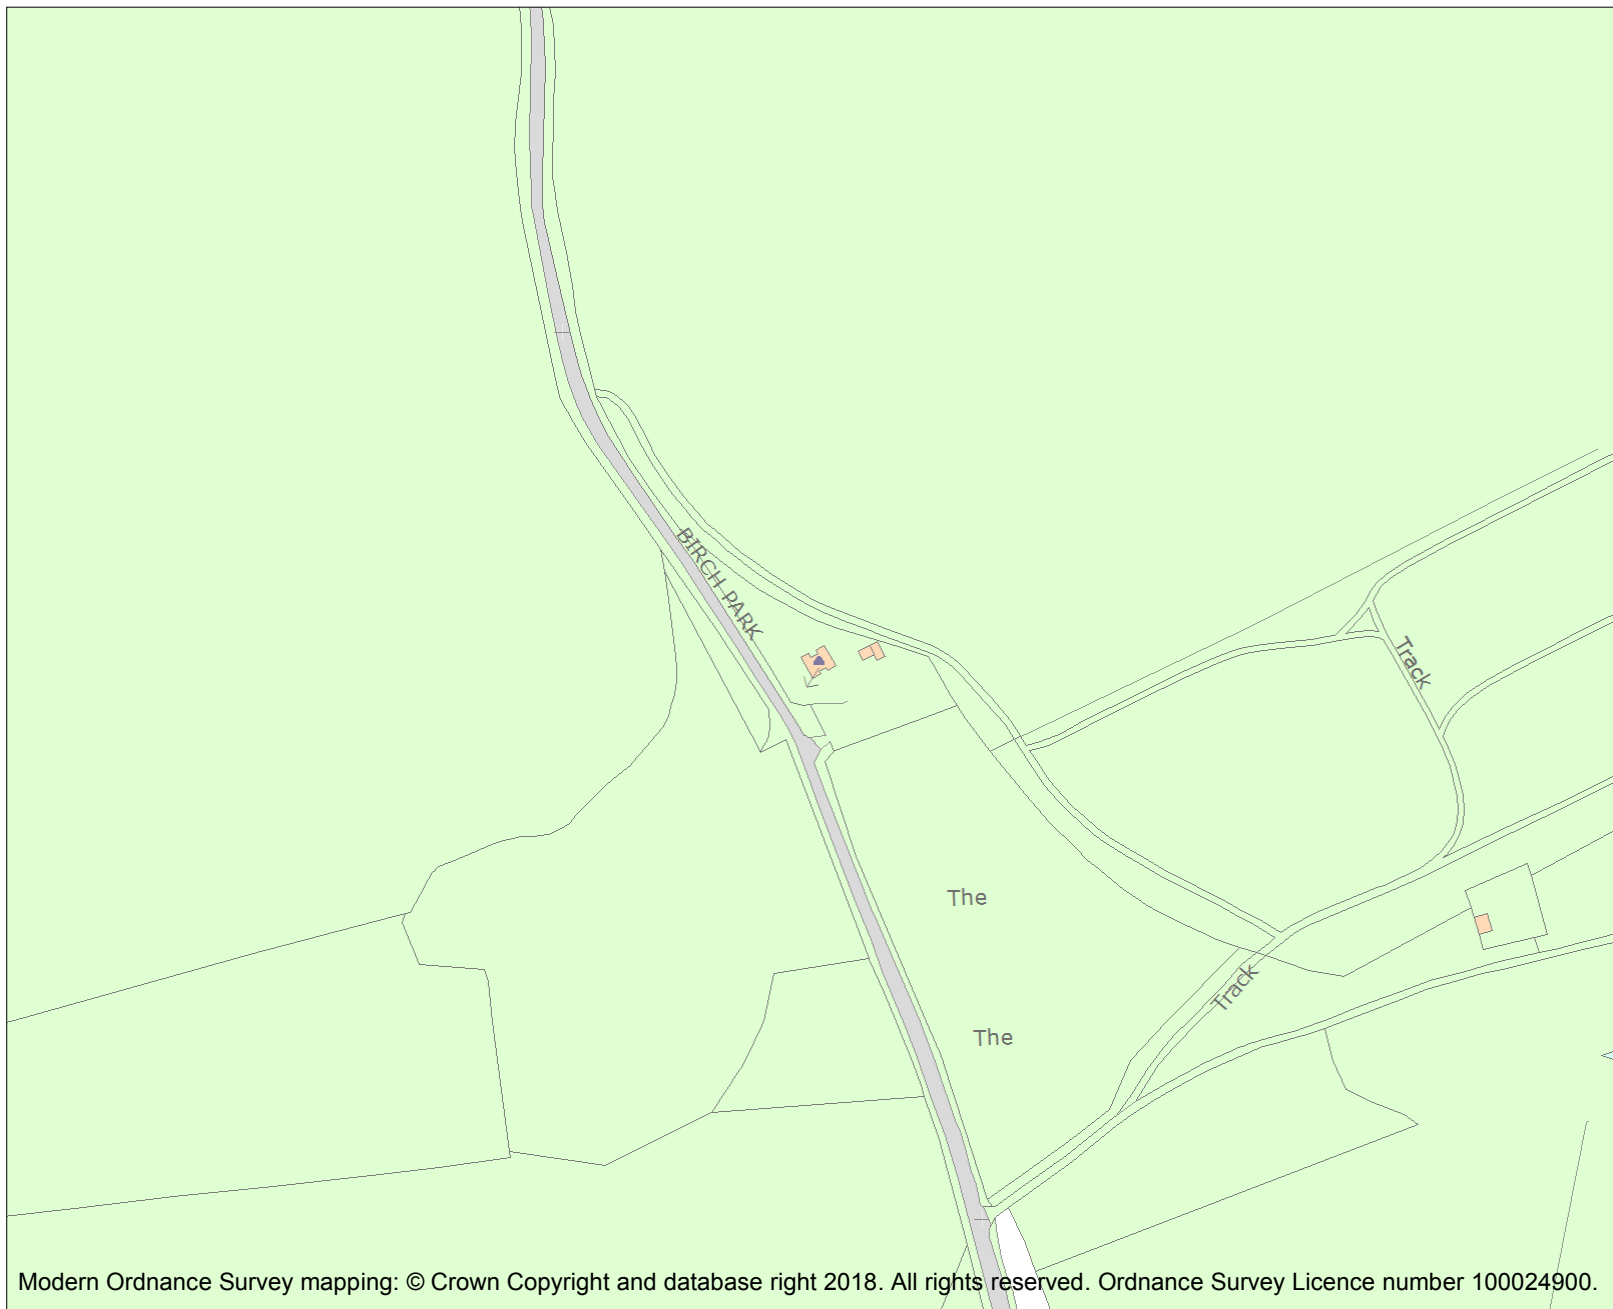 BIRCH PARK
Track
The
Track
The
Modern Ordnance Survey mapping: © Crown Copyright and database right 2018. All rights reserved. Ordnance Survey Licence number 100024900.